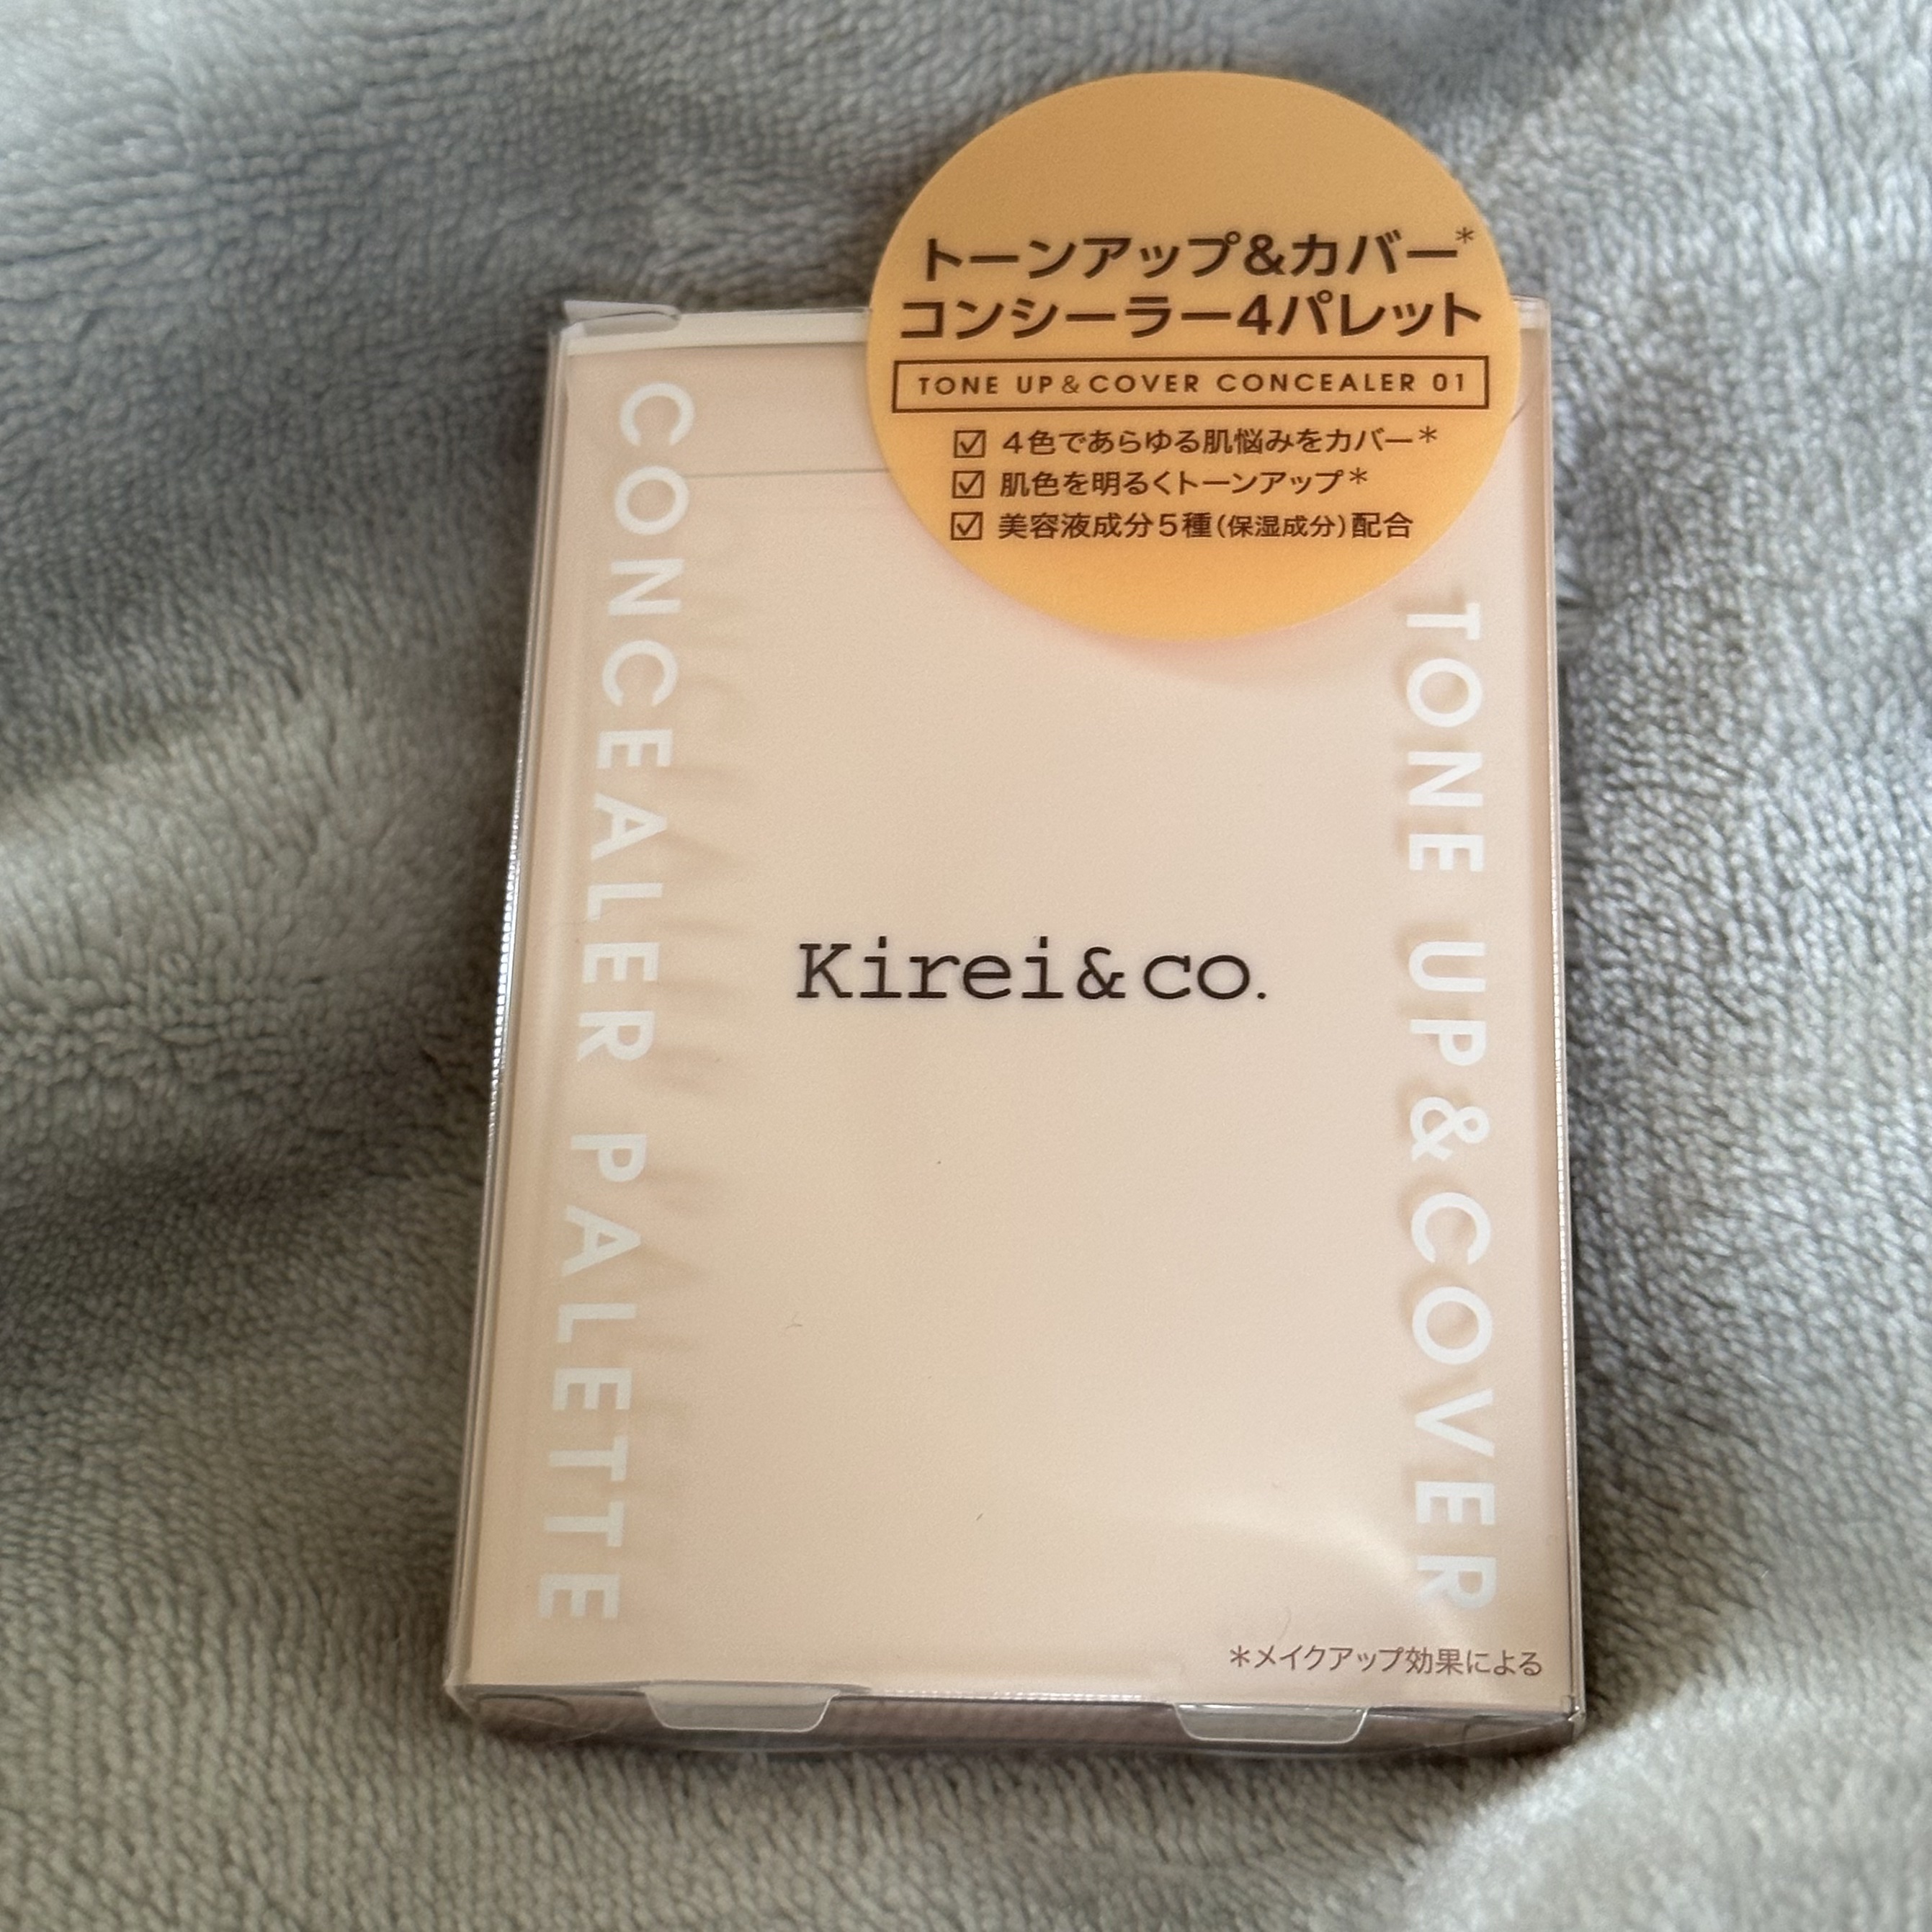 トーンアップ&カバー*
コンシーラー4パレット
TONE UP&COVER CONCEALER 01
☑ 4色であらゆる肌悩みをカバー*
☑ 肌色を明るくトーンアップ*
☑ 美容液成分5種(保湿成分)配合
CONCEALER PALETTE
TONE UP&COVER
Kirei&co.
*メイクアップ効果による